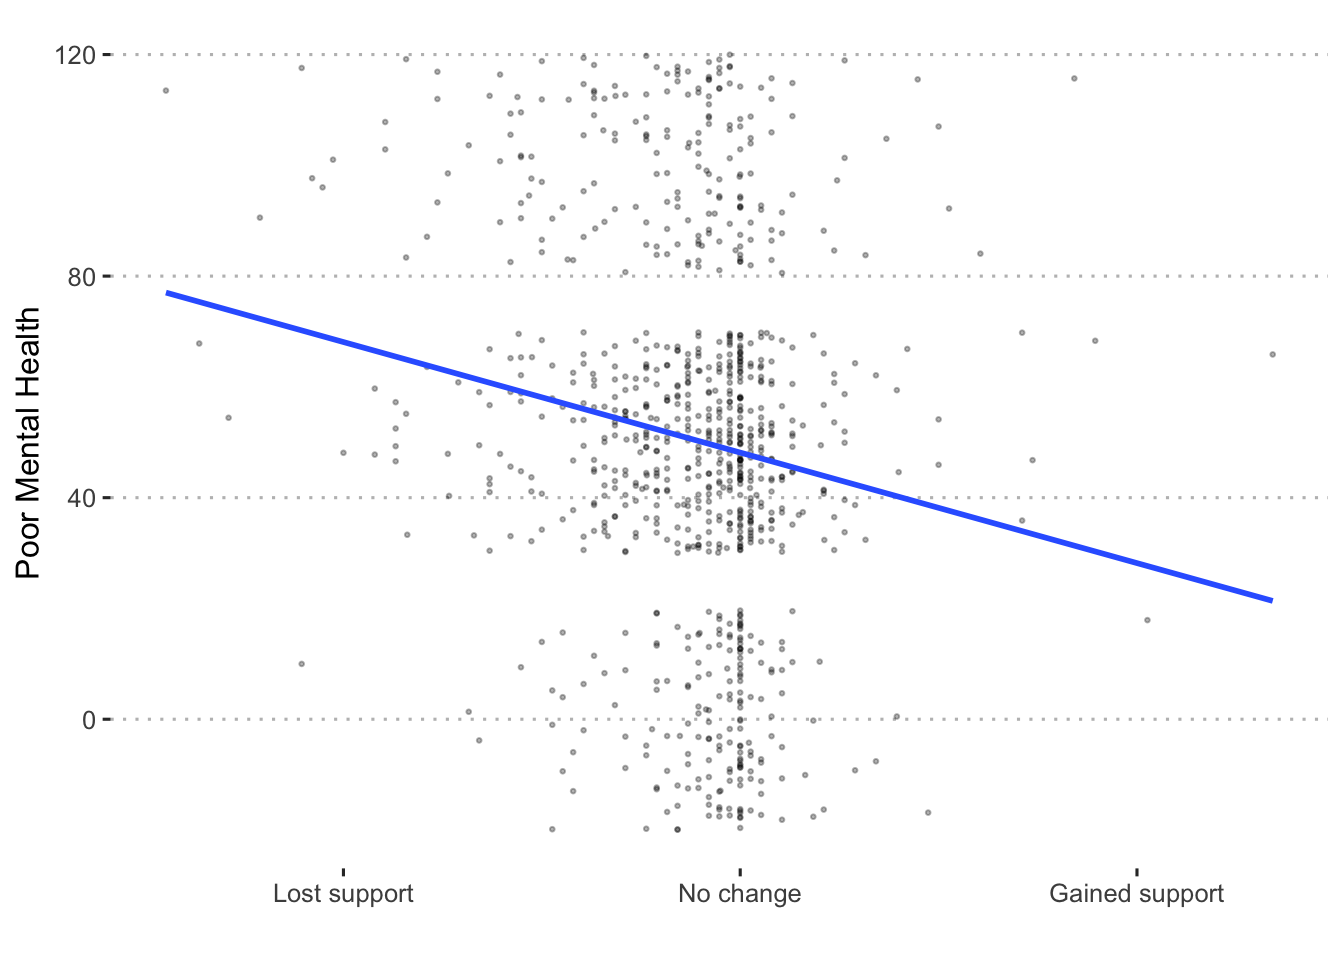 Poor Mental Health
120
80
40
0
Lost support
No change
Gained support